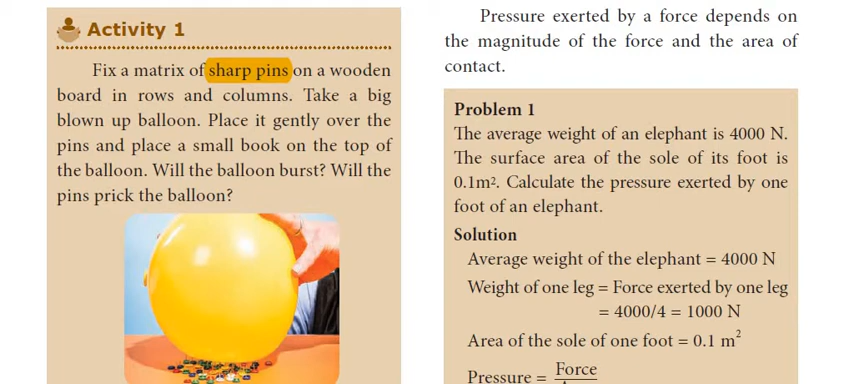 Activity 1
Fix a matrix of sharp pins on a wooden
board in rows and columns. Take a big
blown up balloon. Place it gently over the
pins and place a small book on the top of
the balloon. Will the balloon burst? Will the
pins prick the balloon?
Pressure exerted by a force depends on
the magnitude of the force and the area of
contact.
Problem 1
The average weight of an elephant is 4000 N.
The surface area of the sole of its foot is
0.1m². Calculate the pressure exerted by one
foot of an elephant.
Solution
Average weight of the elephant = 4000 N
Weight of one leg = Force exerted by one leg
= 4000/4 = 1000 N
Area of the sole of one foot = 0.1 m²
Pressure = Force